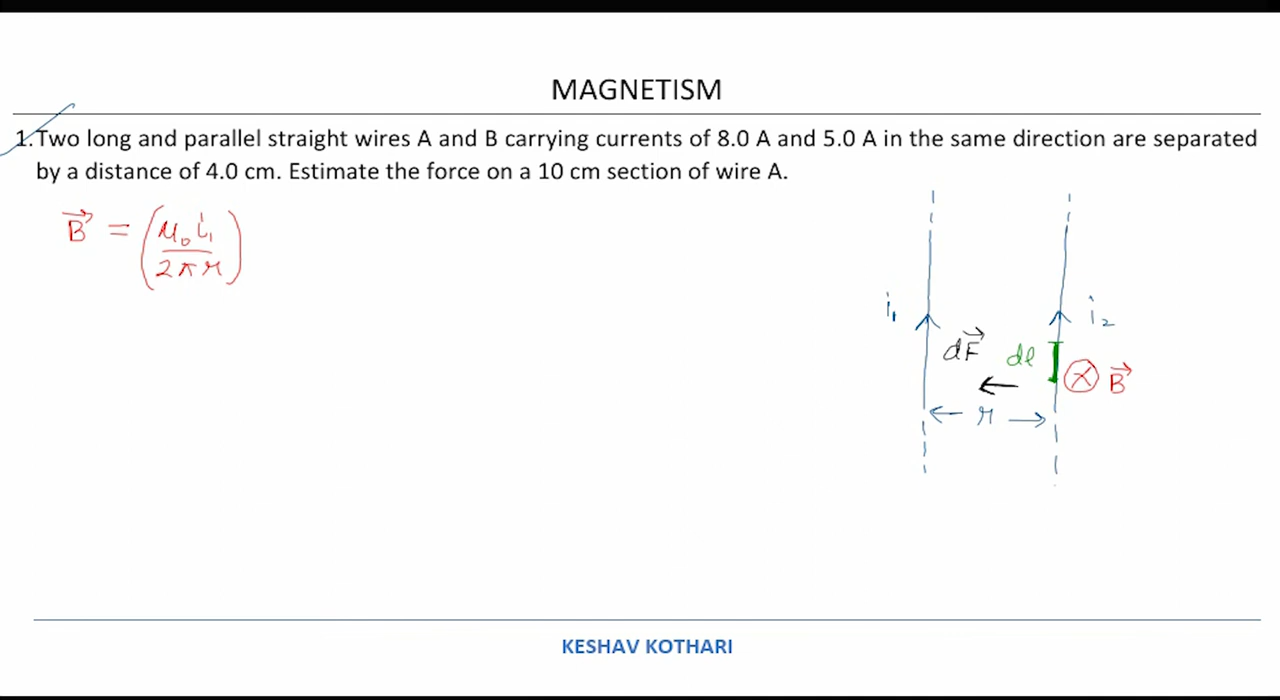 MAGNETISM
1. Two long and parallel straight wires A and B carrying currents of 8.0 A and 5.0 A in the same direction are separated
by a distance of 4.0 cm. Estimate the force on a 10 cm section of wire A.
B⃗ = (μ₀ i₁ / 2πr)
i₁
i₂
dF⃗
dl
B⃗
r
KESHAV KOTHARI